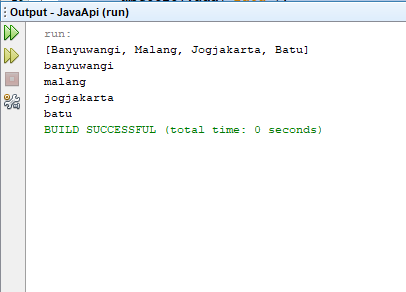 Output - JavaApi (run)
run:
[Banyuwangi, Malang, Jogjakarta, Batu]
banyuwangi
malang
jogjakarta
batu
BUILD SUCCESSFUL (total time: 0 seconds)